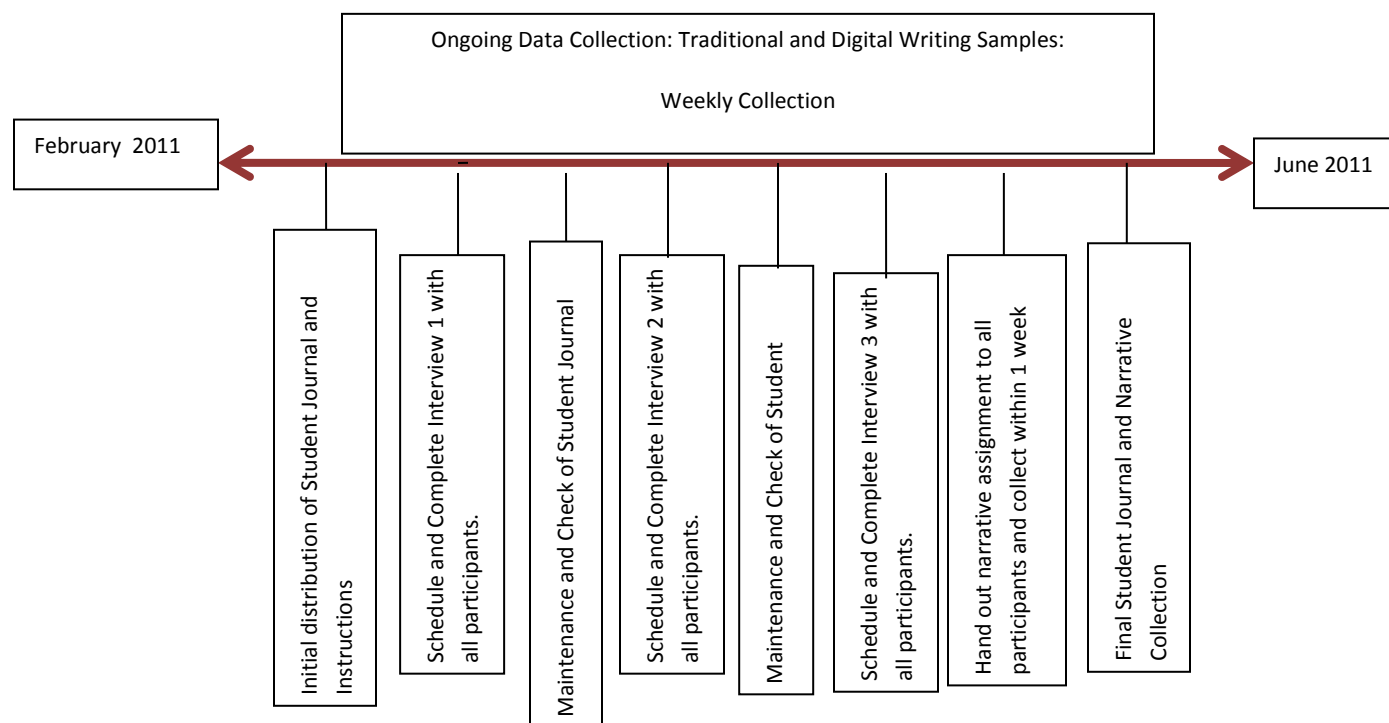 Ongoing Data Collection: Traditional and Digital Writing Samples:
Weekly Collection
February  2011
June 2011
Initial distribution of Student Journal and
Instructions
Schedule and Complete Interview 1 with
all participants.
Maintenance and Check of Student Journal
Schedule and Complete Interview 2 with
all participants.
Maintenance and Check of Student
Schedule and Complete Interview 3 with
all participants.
Hand out narrative assignment to all
participants and collect within 1 week
Final Student Journal and Narrative
Collection